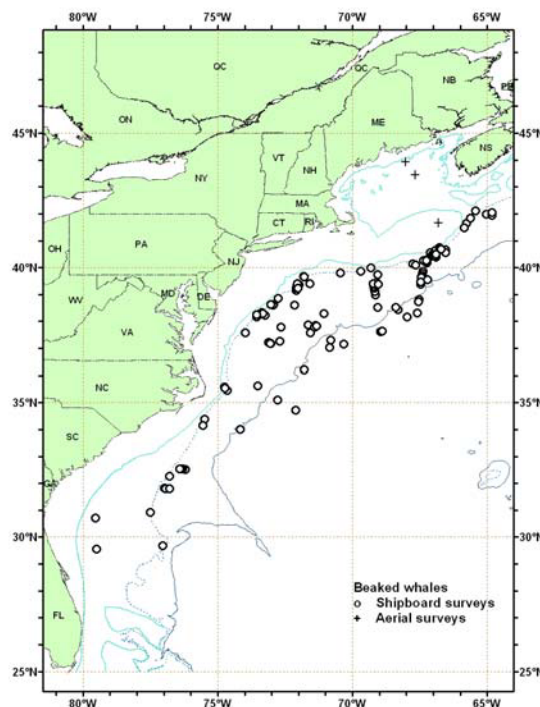 80°W 75°W 70°W 65°W
QC QC NB PE
ON ME
45°N 45°N
NS
VT
NH
NY
MA
CT RI
PA
OH NJ
40°N 40°N
MD DE
WV
VA
NC
35°N 35°N
SC
GA
30°N 30°N
Beaked whales
Shipboard surveys
FL Aerial surveys
25°N 25°N
80°W 75°W 70°W 65°W